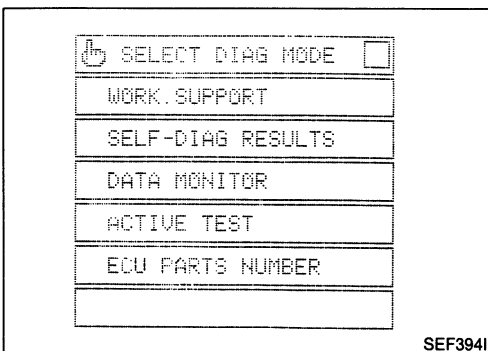 SELECT DIAG MODE
WORK.SUPPORT
SELF-DIAG RESULTS
DATA MONITOR
ACTIVE TEST
ECU PARTS NUMBER
SEF394I